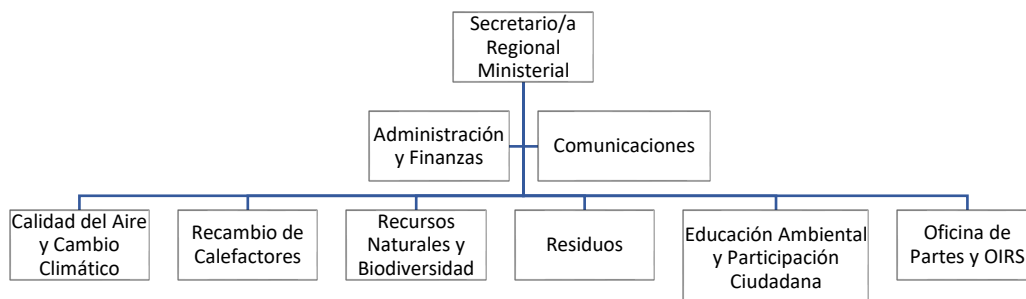 Secretario/a
Regional
Ministerial
Administración
y Finanzas
Comunicaciones
Calidad del Aire
y Cambio
Climático
Recambio de
Calefactores
Recursos
Naturales y
Biodiversidad
Residuos
Educación Ambiental
y Participación
Ciudadana
Oficina de
Partes y OIRS